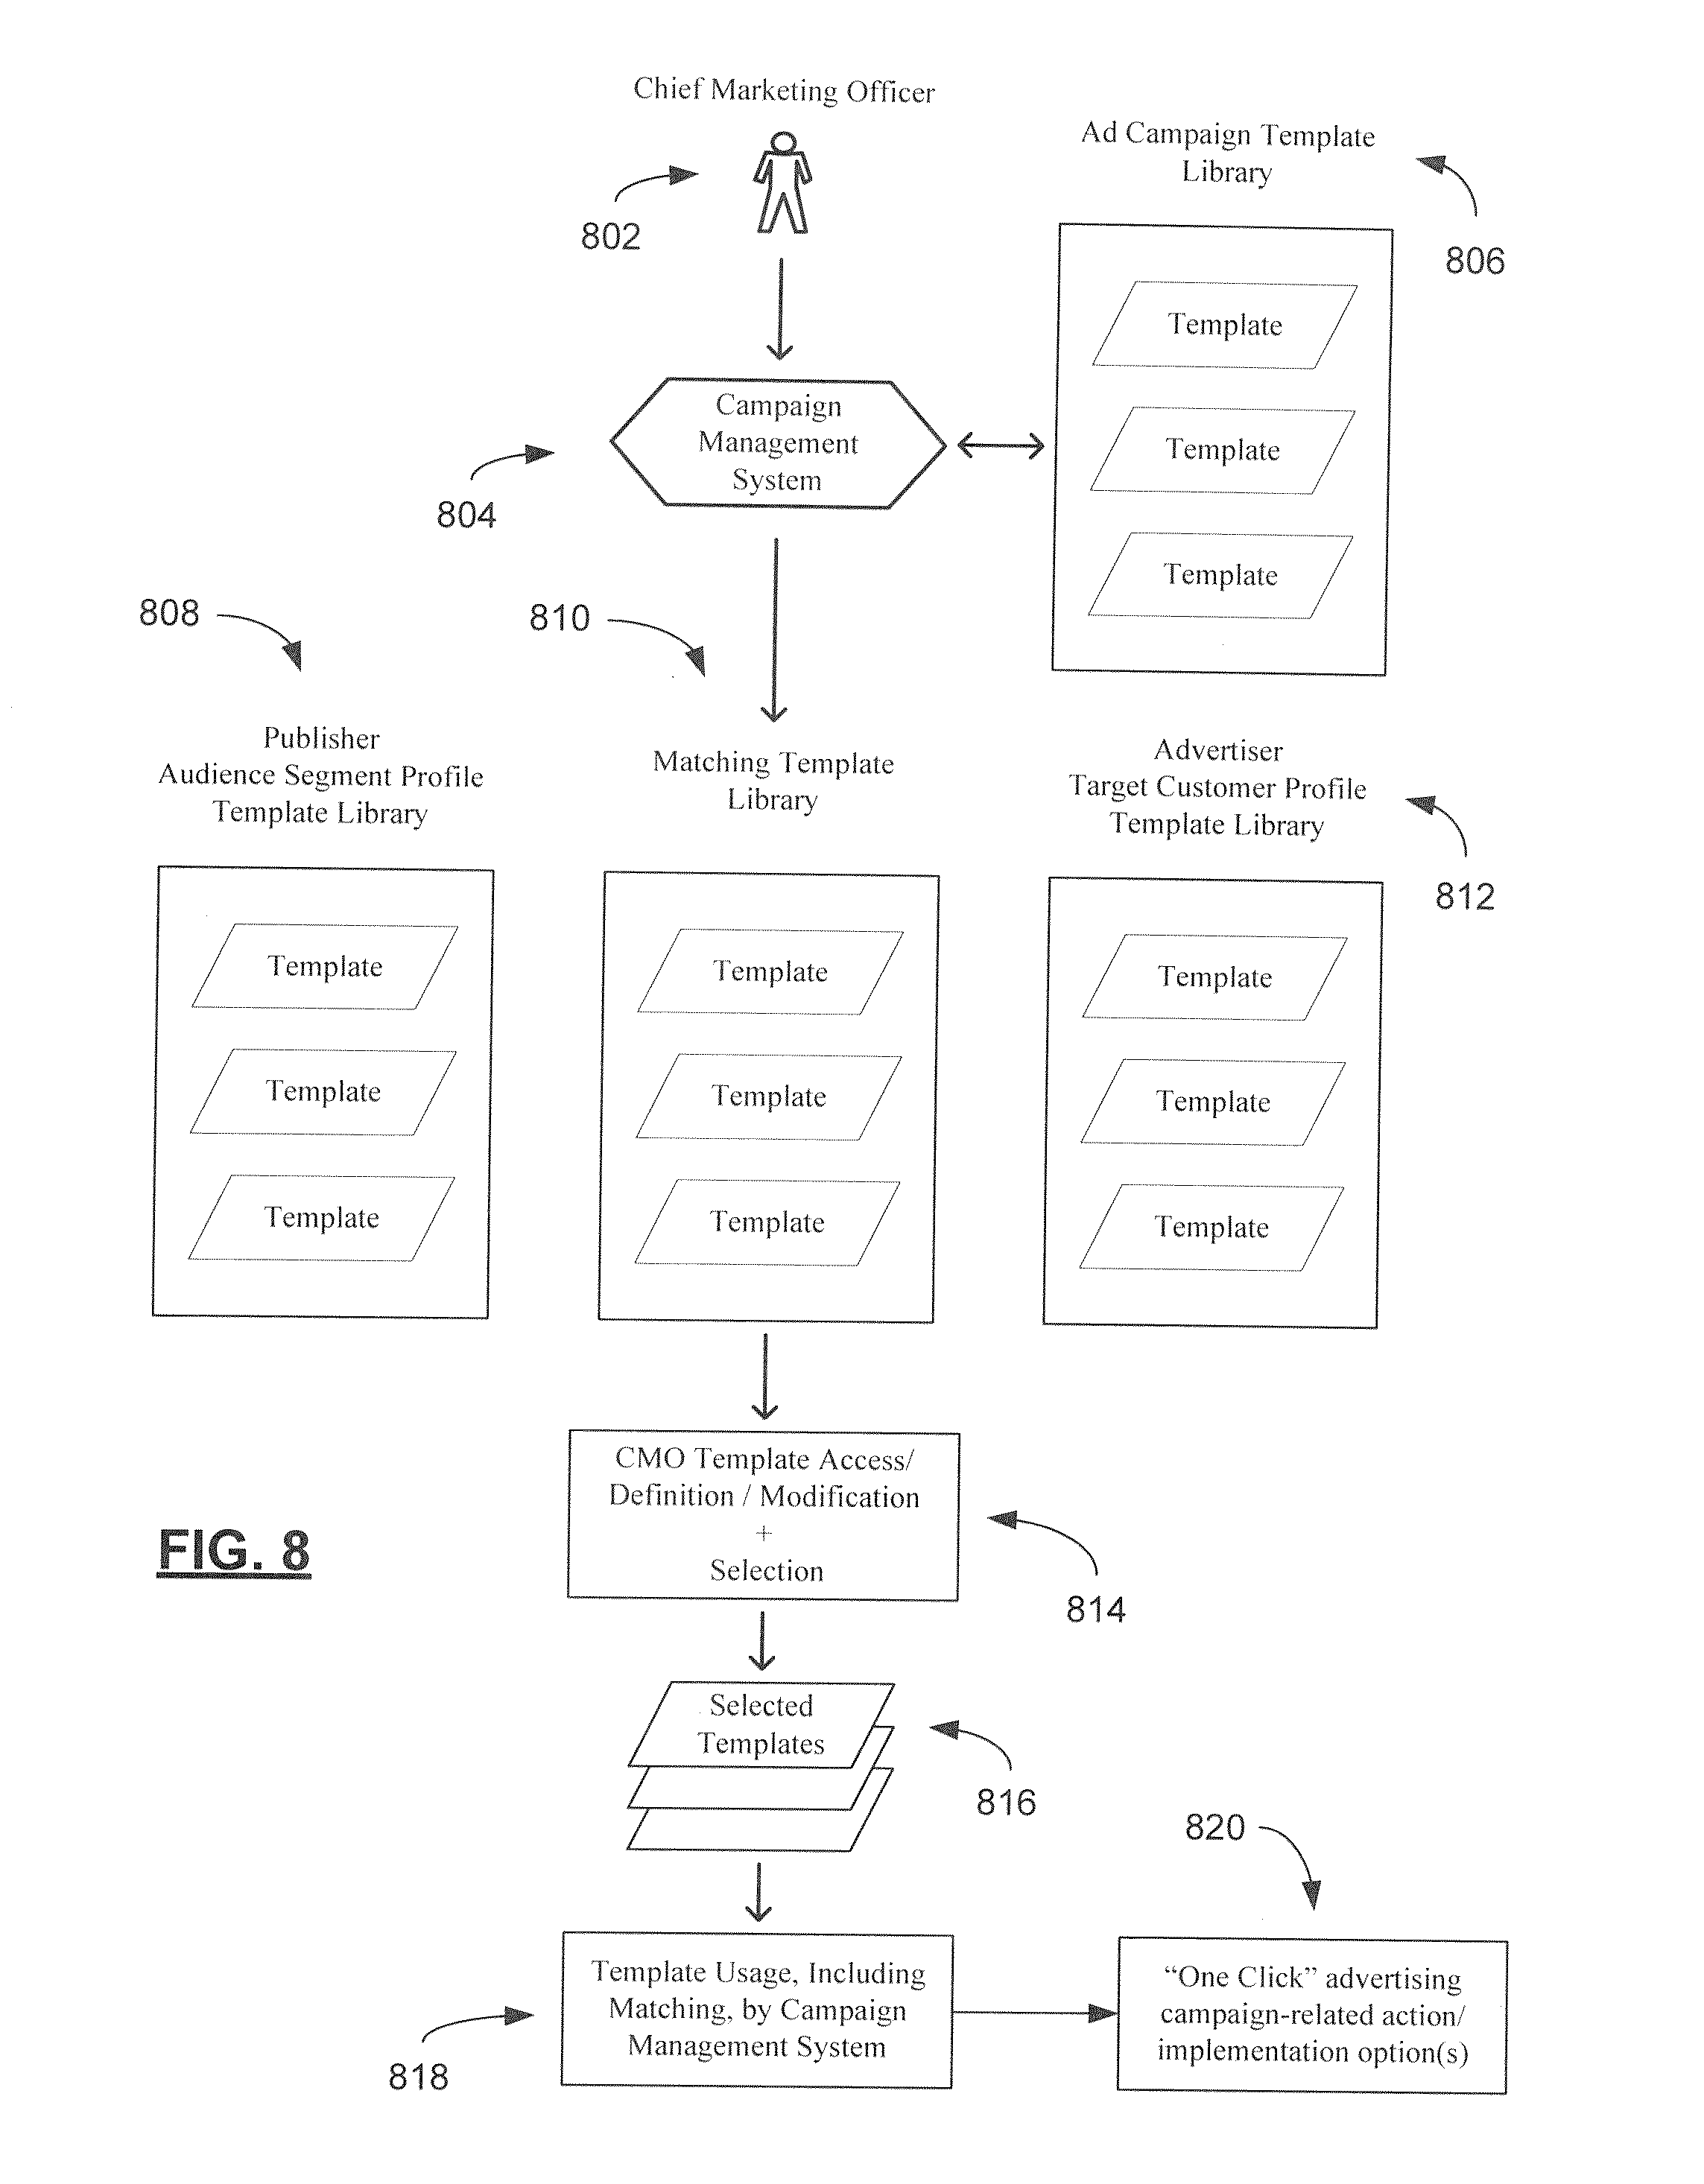 Chief Marketing Officer
802
Ad Campaign Template
Library
806
Template
Template
Template
Campaign
Management
System
804
808
810
Publisher
Audience Segment Profile
Template Library
Matching Template
Library
Advertiser
Target Customer Profile
Template Library
812
Template
Template
Template
Template
Template
Template
Template
Template
Template
CMO Template Access/
Definition / Modification
+
Selection
814
FIG. 8
Selected
Templates
816
820
Template Usage, Including
Matching, by Campaign
Management System
818
“One Click” advertising
campaign-related action/
implementation option(s)